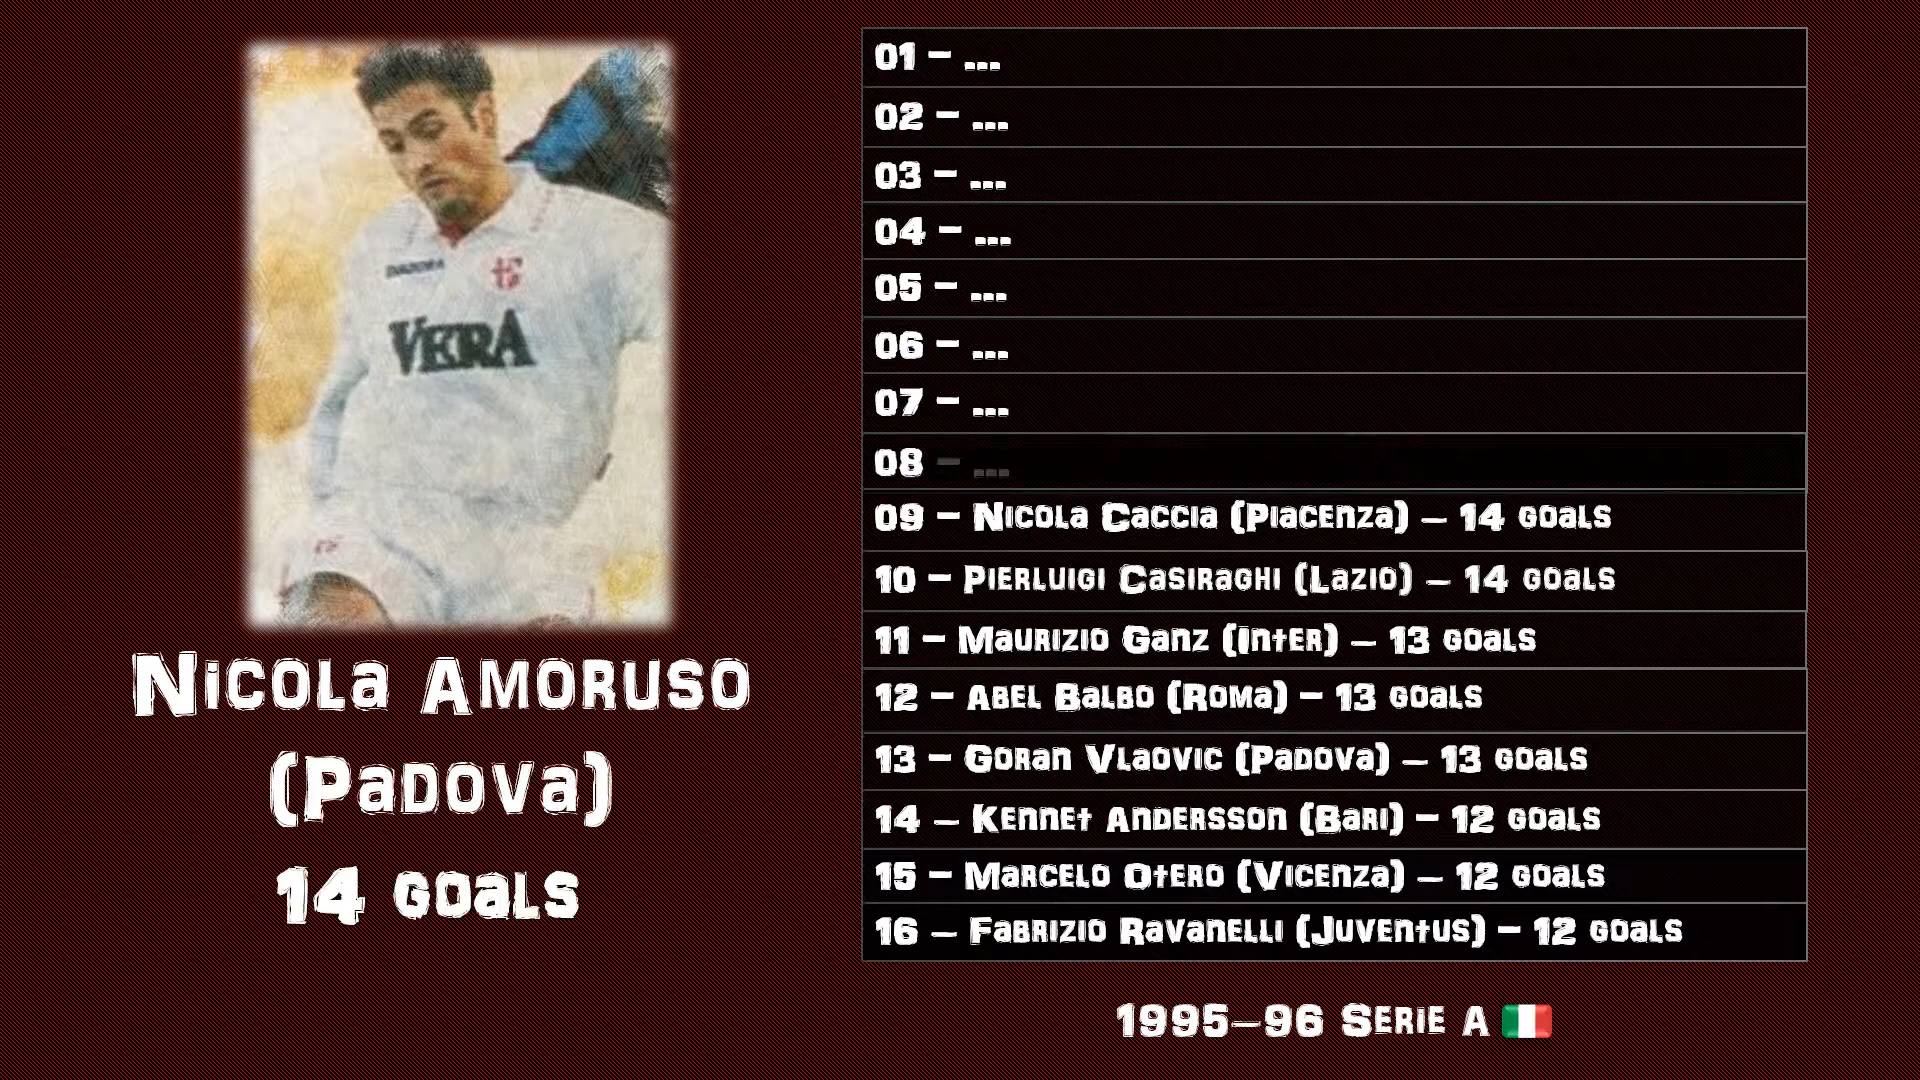 DIADORA
VERA
Nicola Amoruso
(Padova)
14 goals
01 – ...
02 – ...
03 – ...
04 – ...
05 – ...
06 – ...
07 – ...
08 – ...
09 – Nicola Caccia (Piacenza) – 14 goals
10 – Pierluigi Casiraghi (Lazio) – 14 goals
11 – Maurizio Ganz (Inter) – 13 goals
12 – Abel Balbo (Roma) – 13 goals
13 – Goran Vlaovic (Padova) – 13 goals
14 – Kennet Andersson (Bari) – 12 goals
15 – Marcelo Otero (Vicenza) – 12 goals
16 – Fabrizio Ravanelli (Juventus) – 12 goals
1995–96 Serie A